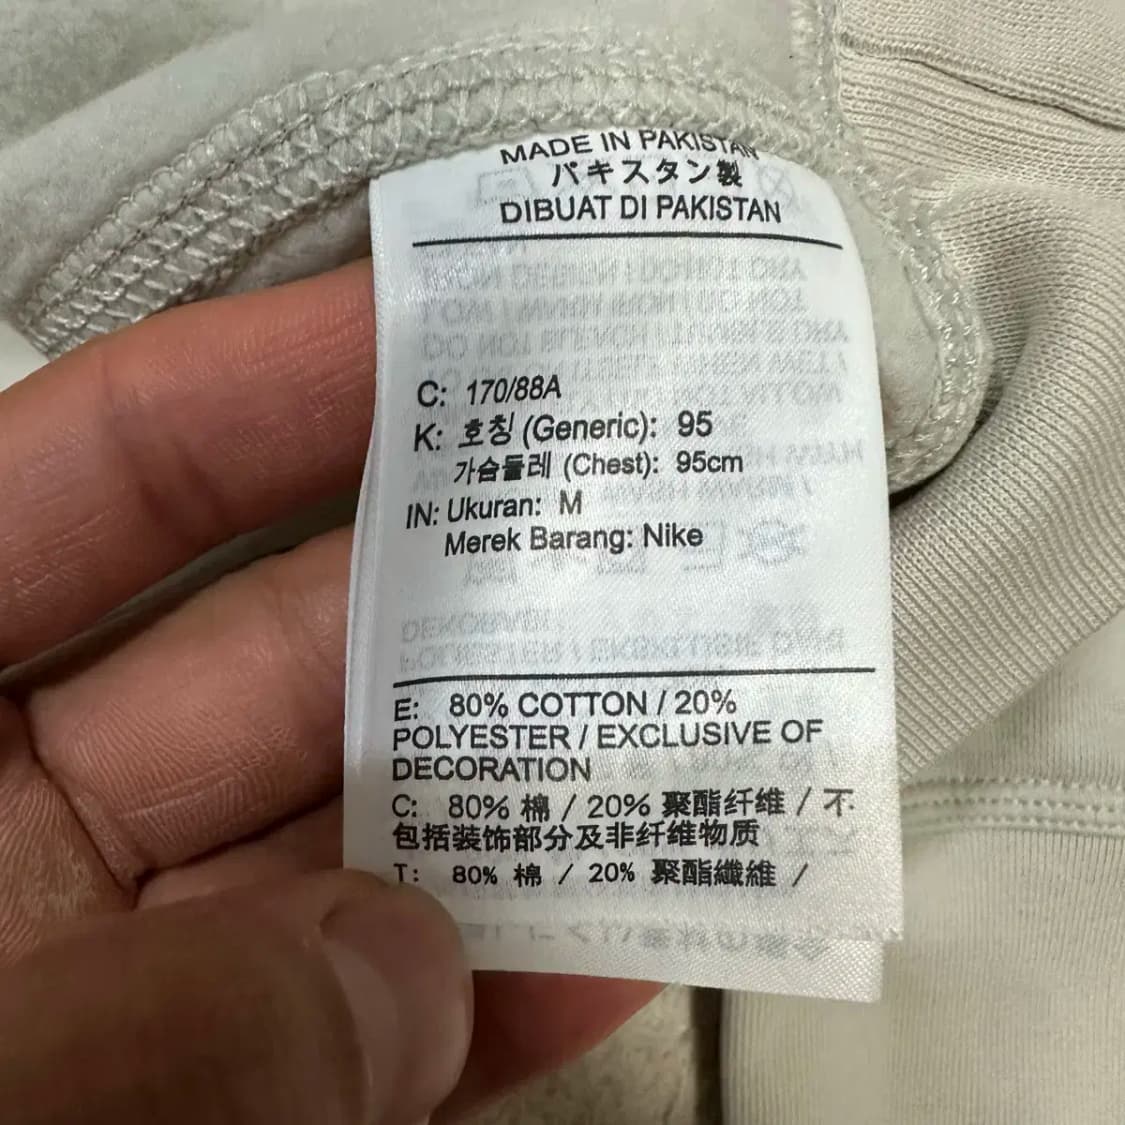 MADE IN PAKISTAN
パキスタン製
DIBUAT DI PAKISTAN
C: 170/88A
K: 호칭 (Generic): 95
가슴둘레 (Chest): 95cm
IN: Ukuran: M
Merek Barang: Nike
E: 80% COTTON / 20%
POLYESTER / EXCLUSIVE OF
DECORATION
C: 80% 棉 / 20% 聚酯纤维 / 不
包括装饰部分及非纤维物质
T: 80% 棉 / 20% 聚酯纖維 /